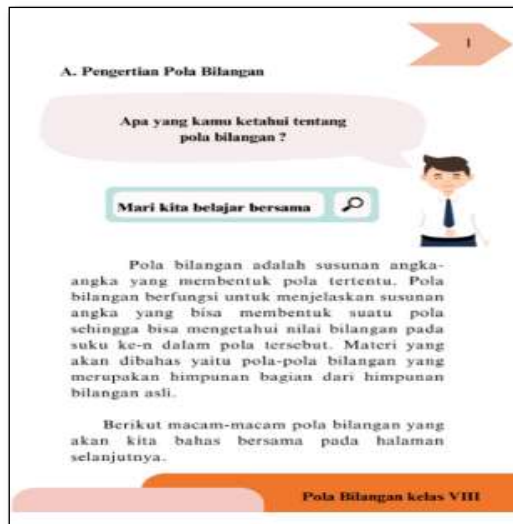 1
A. Pengertian Pola Bilangan
Apa yang kamu ketahui tentang
pola bilangan ?
Mari kita belajar bersama
Pola bilangan adalah susunan angka-
angka yang membentuk pola tertentu. Pola
bilangan berfungsi untuk menjelaskan susunan
angka yang bisa membentuk suatu pola
sehingga bisa mengetahui nilai bilangan pada
suku ke-n dalam pola tersebut. Materi yang
akan dibahas yaitu pola-pola bilangan yang
merupakan himpunan bagian dari himpunan
bilangan asli.
Berikut macam-macam pola bilangan yang
akan kita bahas bersama pada halaman
selanjutnya.
Pola Bilangan kelas VIII